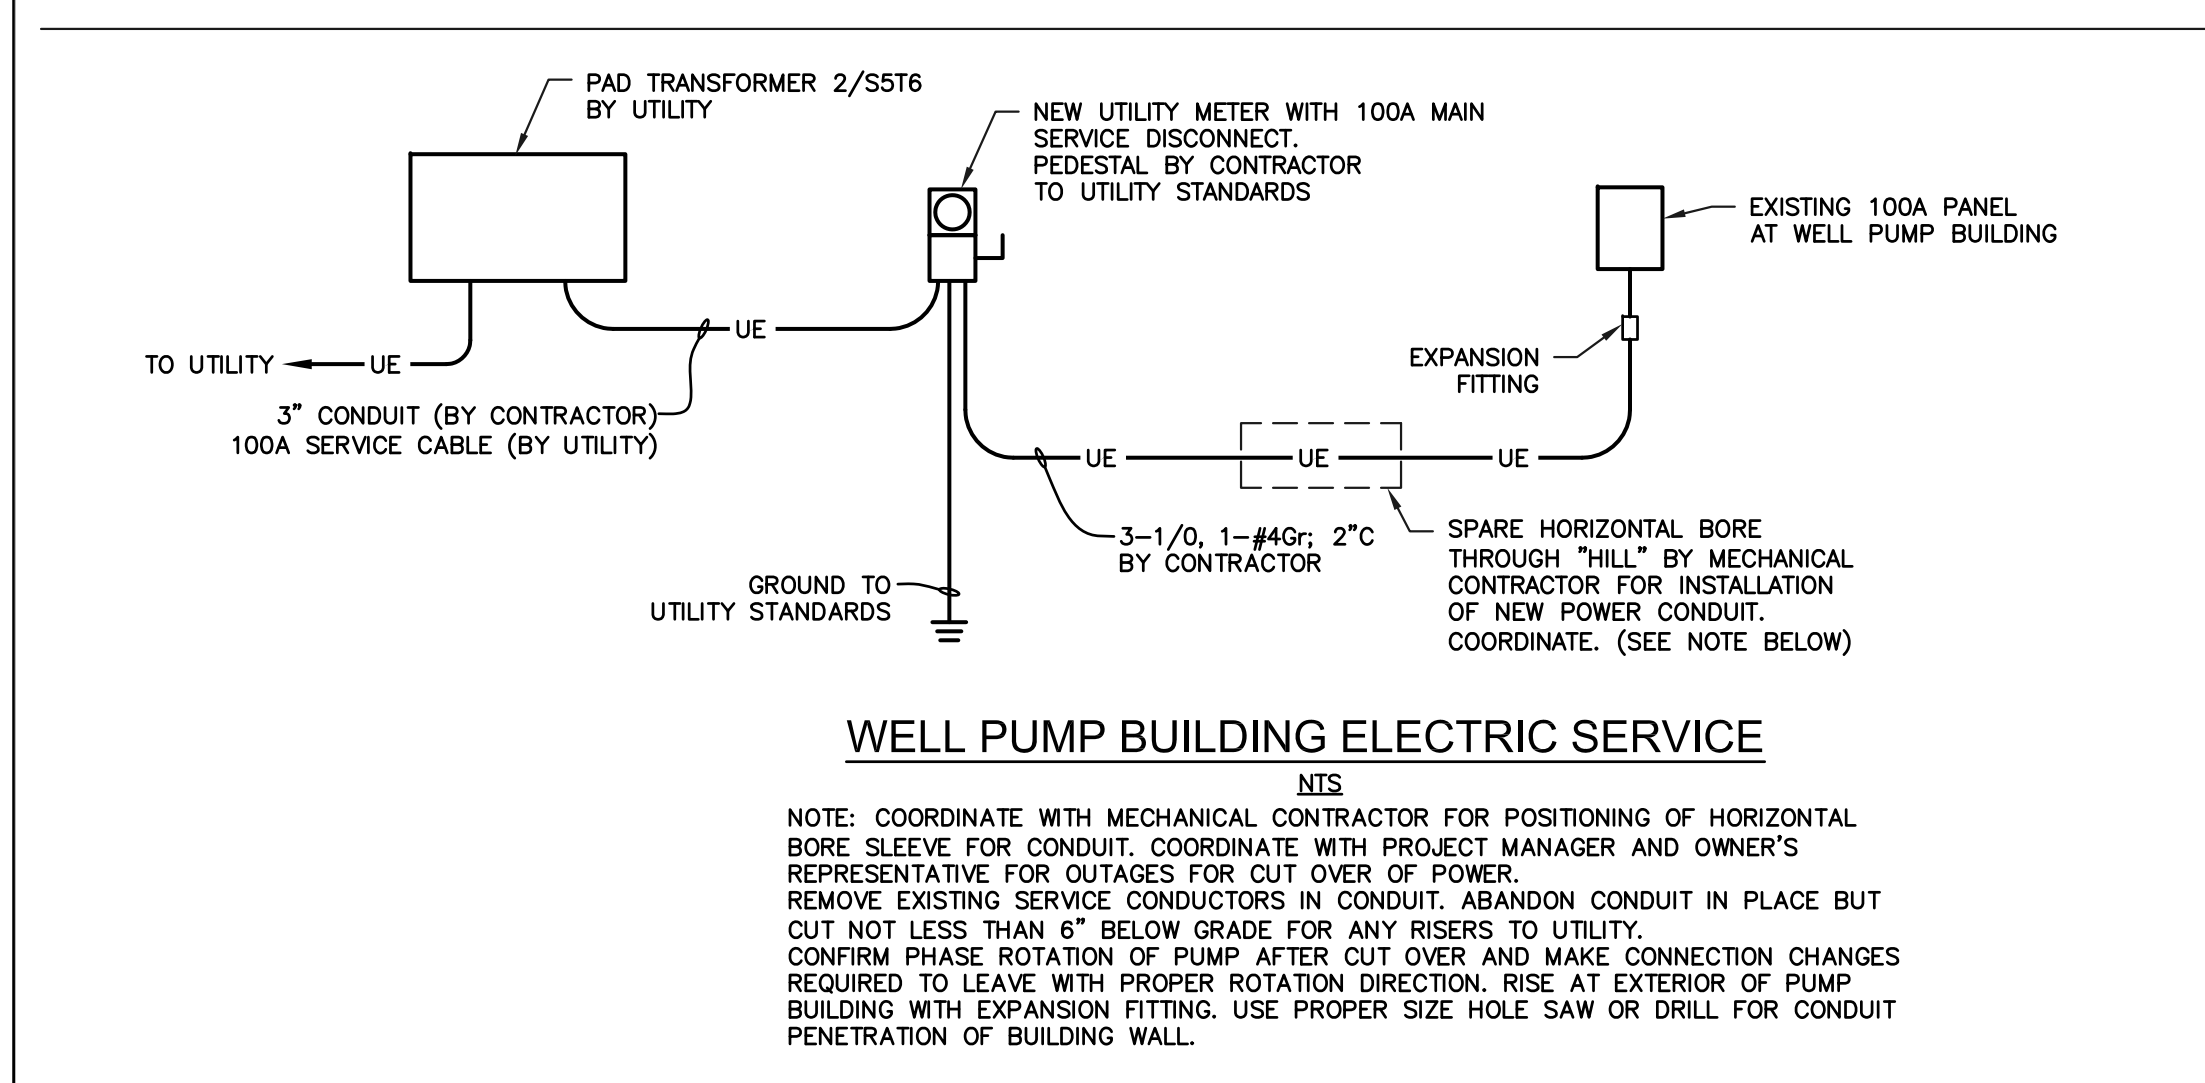 PAD TRANSFORMER 2/S5T6
BY UTILITY
NEW UTILITY METER WITH 100A MAIN
SERVICE DISCONNECT.
PEDESTAL BY CONTRACTOR
TO UTILITY STANDARDS
EXISTING 100A PANEL
AT WELL PUMP BUILDING
UE
TO UTILITY
UE
EXPANSION
FITTING
3" CONDUIT (BY CONTRACTOR)
100A SERVICE CABLE (BY UTILITY)
UE
UE
UE
3-1/0, 1-#4Gr; 2"C
BY CONTRACTOR
SPARE HORIZONTAL BORE
THROUGH "HILL" BY MECHANICAL
CONTRACTOR FOR INSTALLATION
OF NEW POWER CONDUIT.
COORDINATE. (SEE NOTE BELOW)
GROUND TO
UTILITY STANDARDS
WELL PUMP BUILDING ELECTRIC SERVICE
NTS
NOTE: COORDINATE WITH MECHANICAL CONTRACTOR FOR POSITIONING OF HORIZONTAL
BORE SLEEVE FOR CONDUIT. COORDINATE WITH PROJECT MANAGER AND OWNER'S
REPRESENTATIVE FOR OUTAGES FOR CUT OVER OF POWER.
REMOVE EXISTING SERVICE CONDUCTORS IN CONDUIT. ABANDON CONDUIT IN PLACE BUT
CUT NOT LESS THAN 6" BELOW GRADE FOR ANY RISERS TO UTILITY.
CONFIRM PHASE ROTATION OF PUMP AFTER CUT OVER AND MAKE CONNECTION CHANGES
REQUIRED TO LEAVE WITH PROPER ROTATION DIRECTION. RISE AT EXTERIOR OF PUMP
BUILDING WITH EXPANSION FITTING. USE PROPER SIZE HOLE SAW OR DRILL FOR CONDUIT
PENETRATION OF BUILDING WALL.